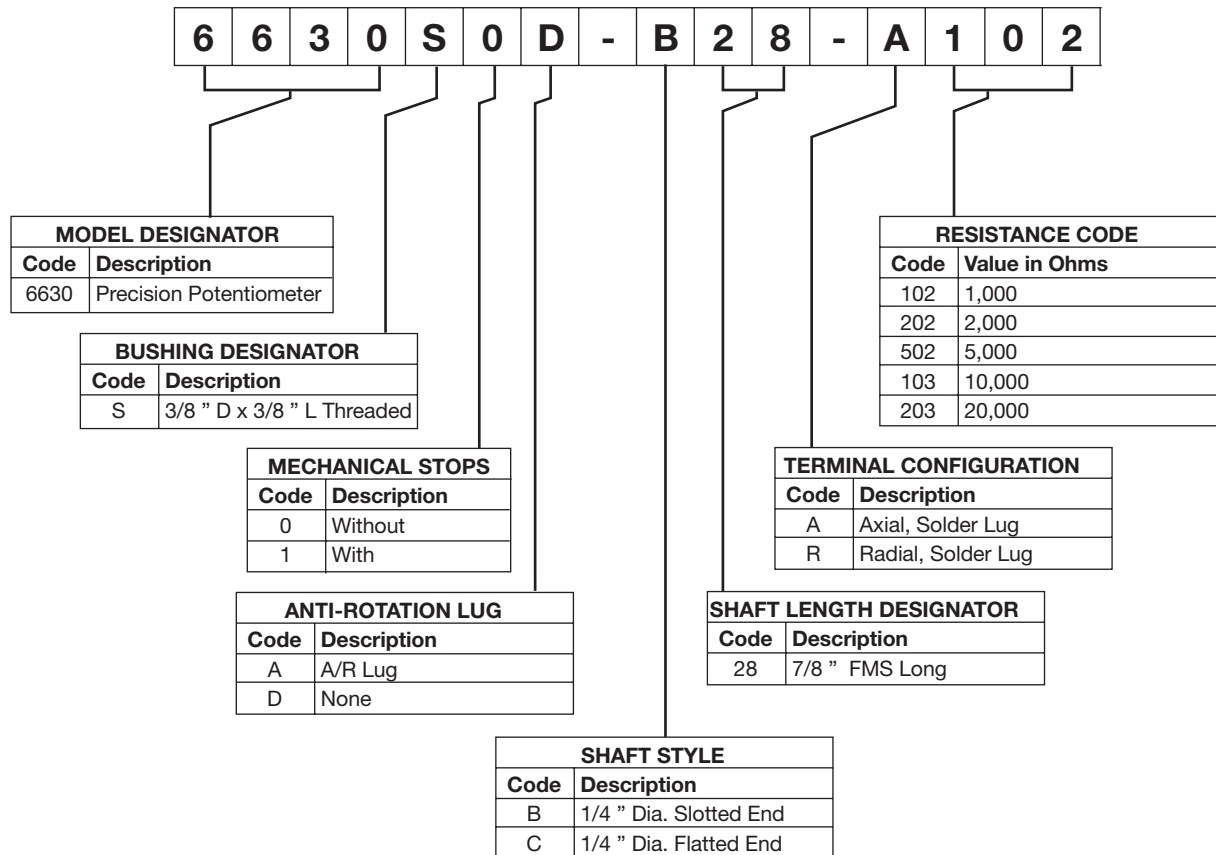 6 6 3 0 S 0 D - B 2 8 - A 1 0 2
MODEL DESIGNATOR
Code Description
6630 Precision Potentiometer
BUSHING DESIGNATOR
Code Description
S 3/8 ” D x 3/8 ” L Threaded
MECHANICAL STOPS
Code Description
0 Without
1 With
ANTI-ROTATION LUG
Code Description
A A/R Lug
D None
SHAFT STYLE
Code Description
B 1/4 ” Dia. Slotted End
C 1/4 ” Dia. Flatted End
SHAFT LENGTH DESIGNATOR
Code Description
28 7/8 ” FMS Long
TERMINAL CONFIGURATION
Code Description
A Axial, Solder Lug
R Radial, Solder Lug
RESISTANCE CODE
Code Value in Ohms
102 1,000
202 2,000
502 5,000
103 10,000
203 20,000